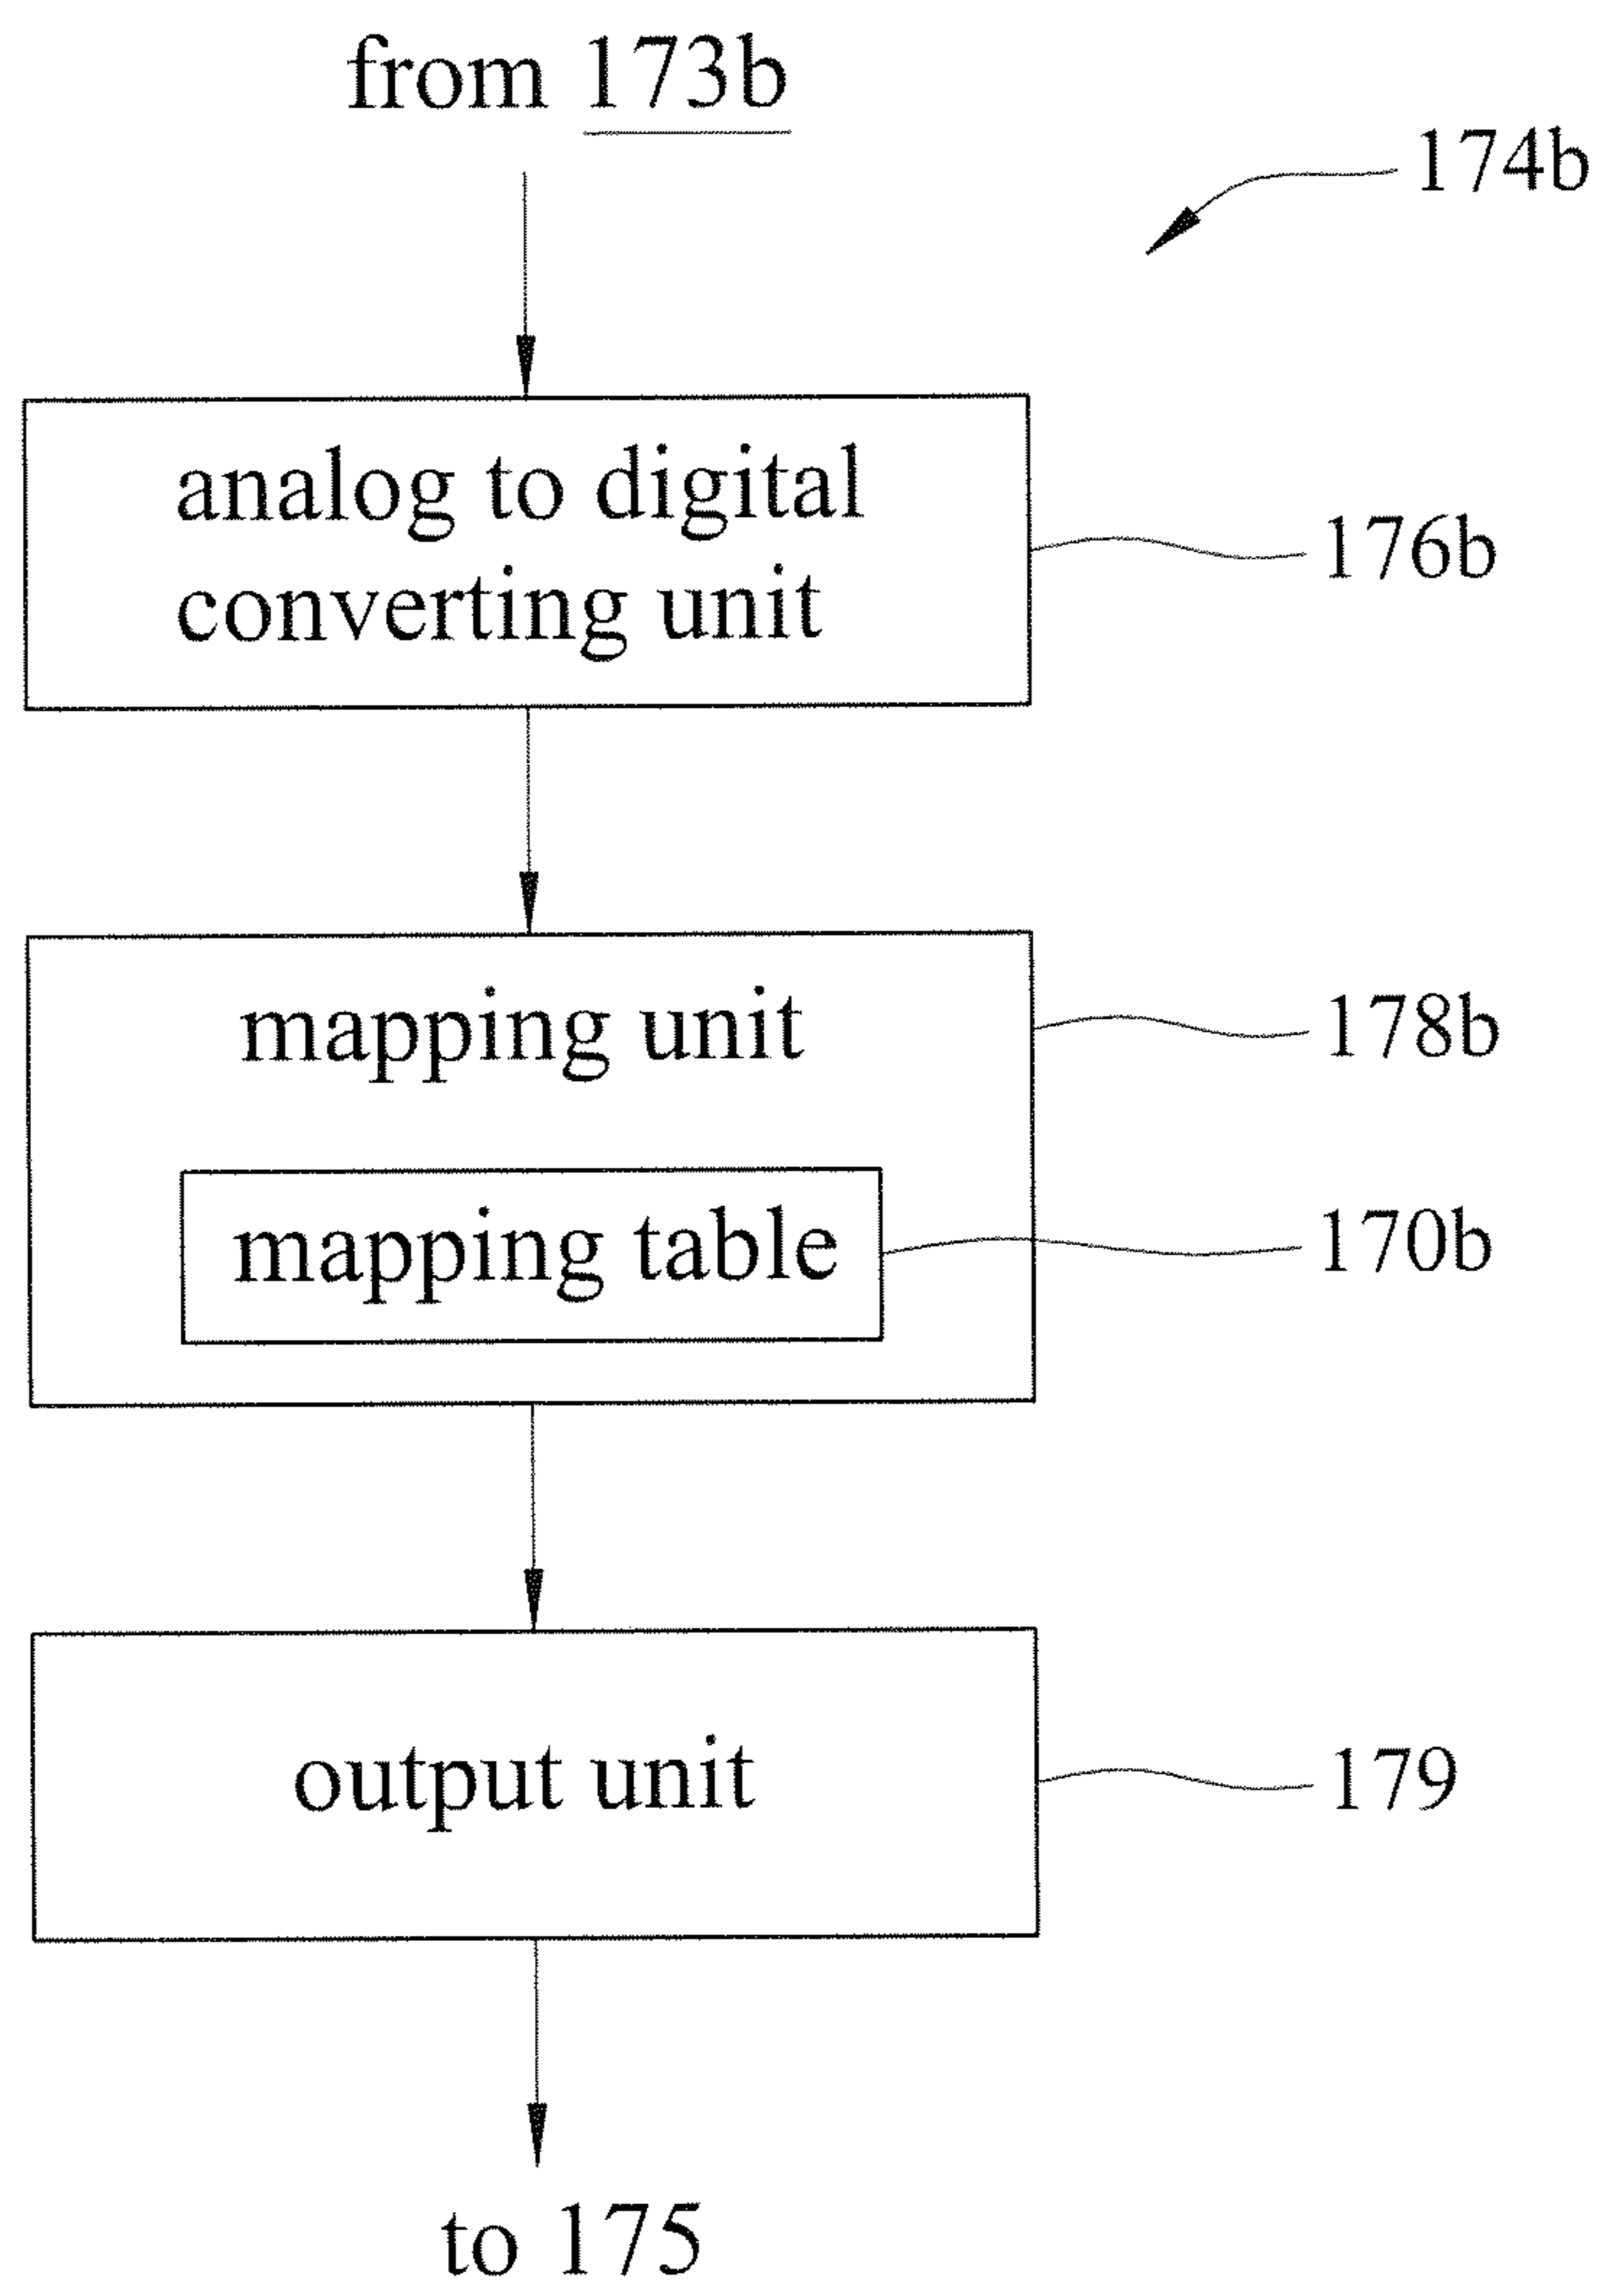 from 173b
174b
analog to digital
converting unit
176b
mapping unit
178b
mapping table
170b
output unit
179
to 175